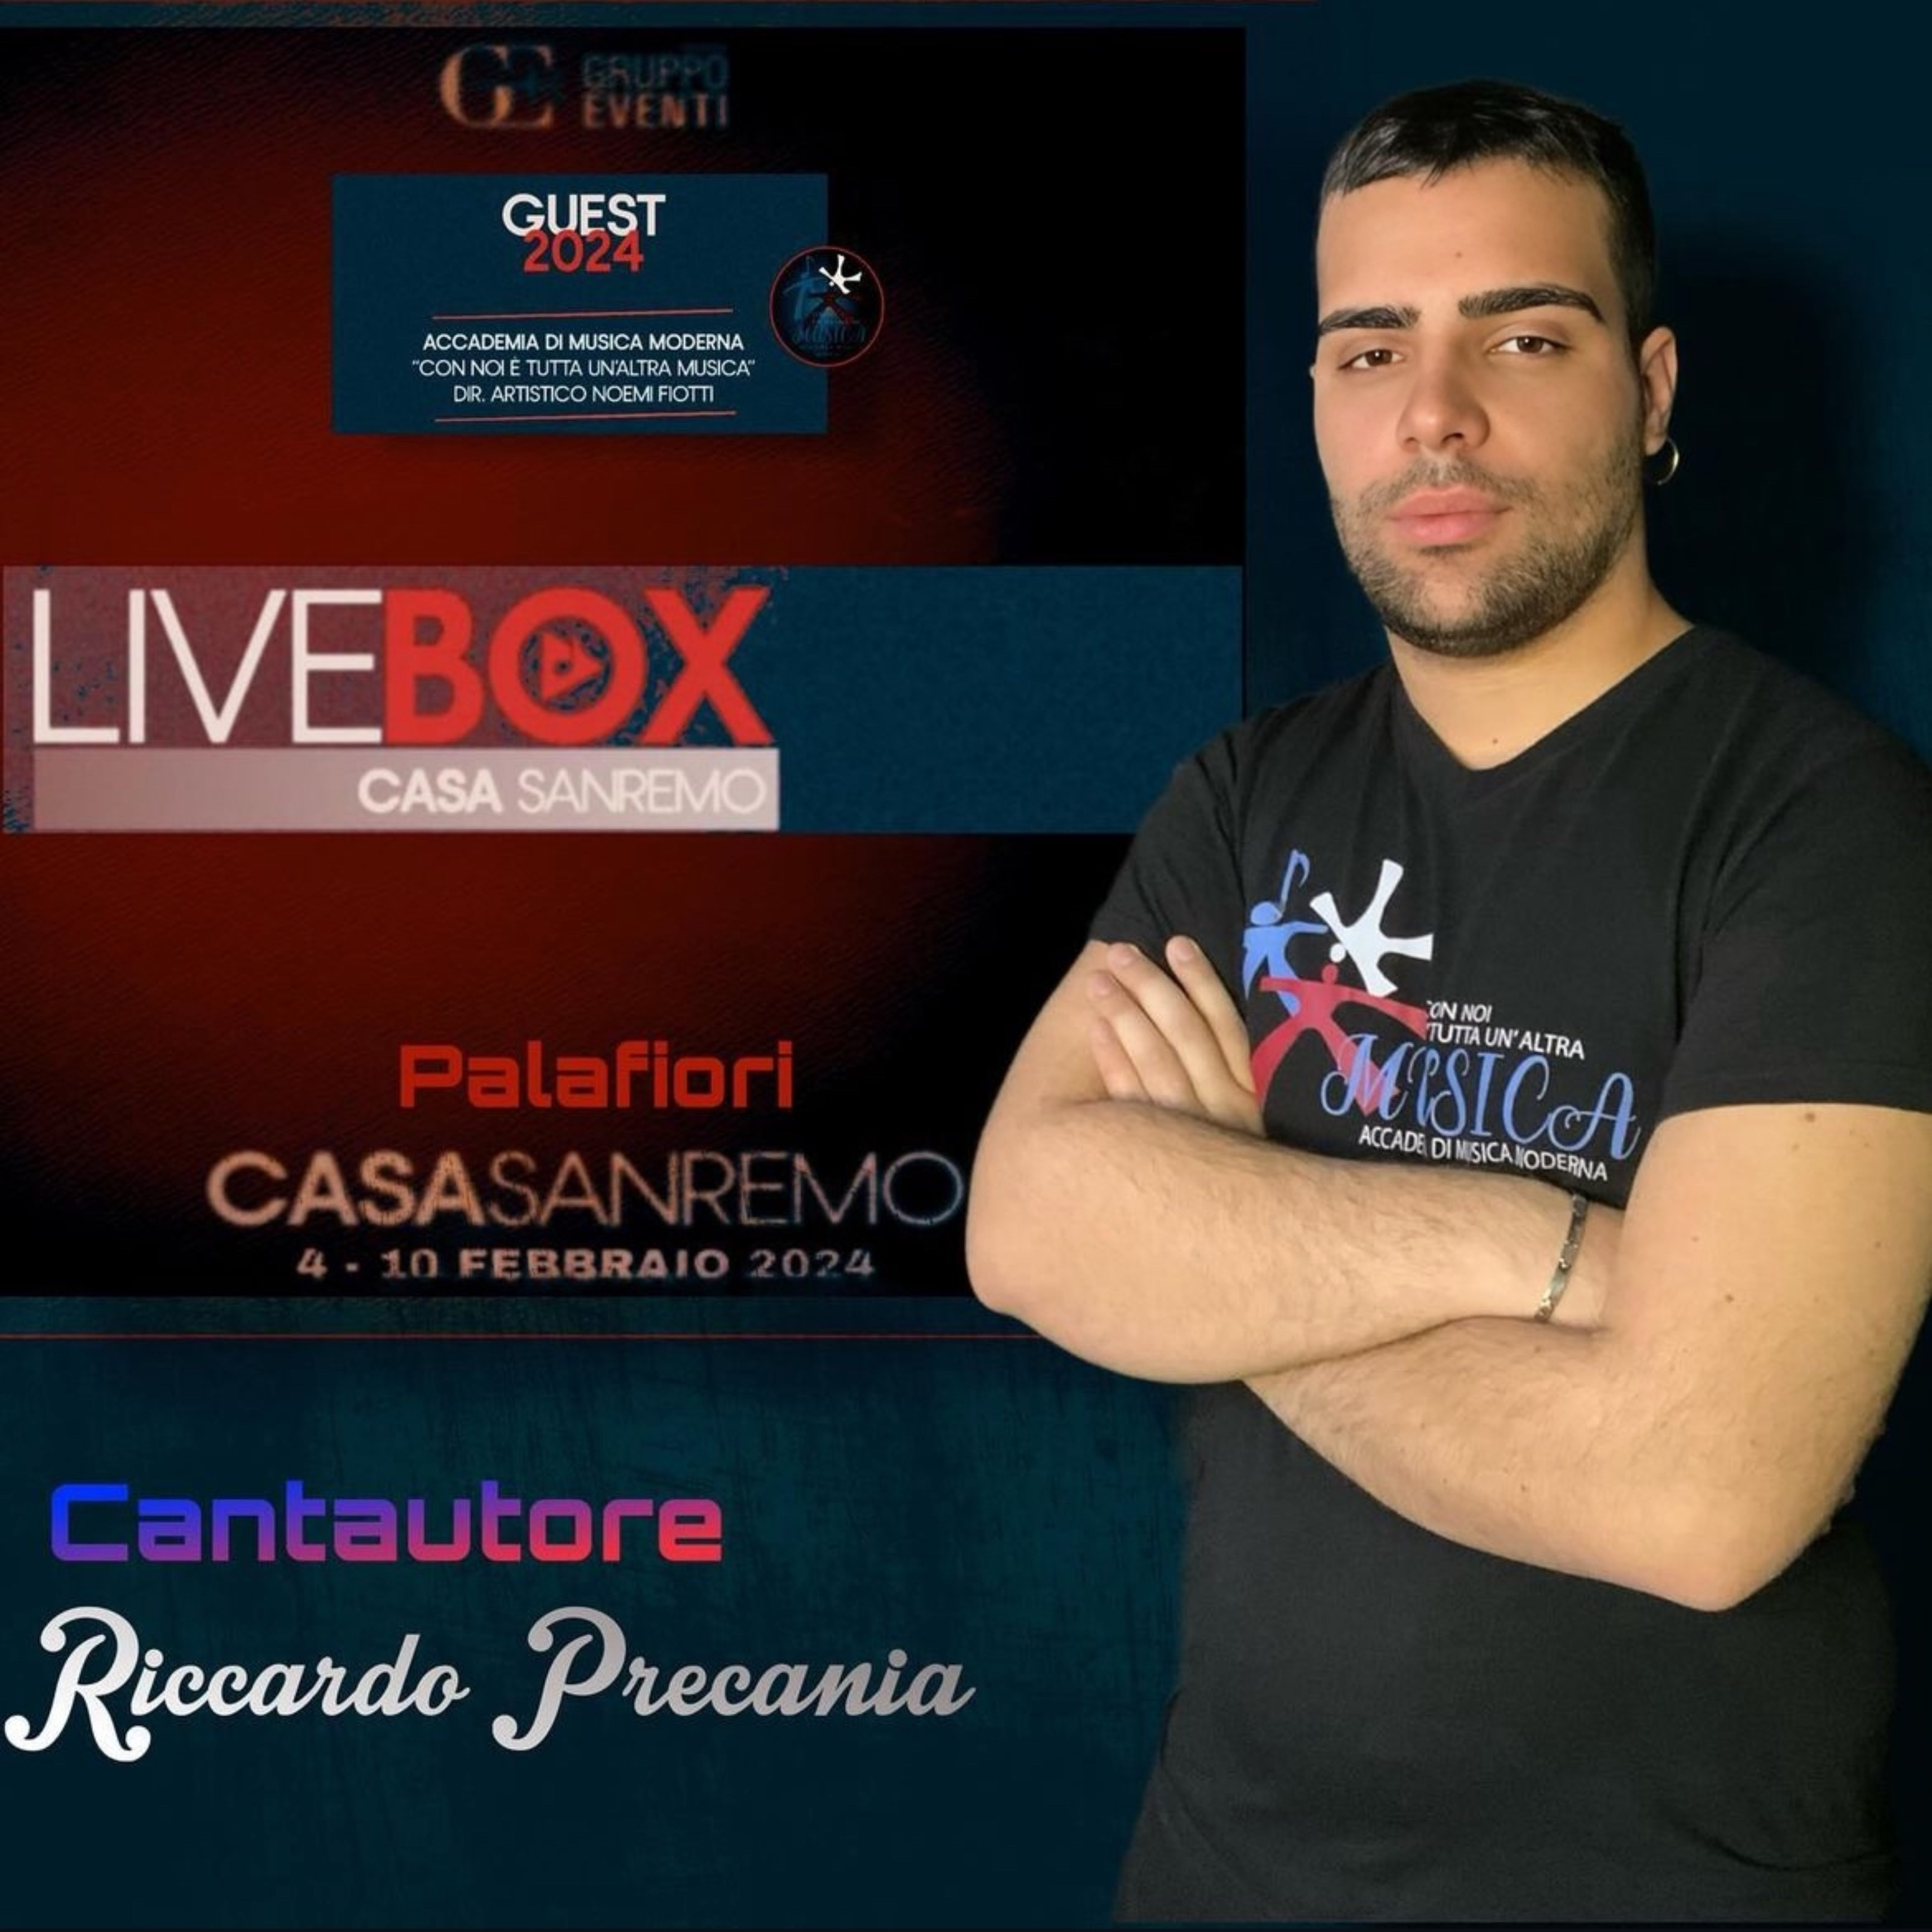 GE GRUPPO
EVENTI
GUEST
2024
ACCADEMIA DI MUSICA MODERNA
"CON NOI È TUTTA UN'ALTRA MUSICA"
DIR. ARTISTICO NOEMI FIOTTI
MUSICA
LIVEBOX
CASA SANREMO
Palafiori
CASASANREMO
4 - 10 FEBBRAIO 2024
CON NOI
TUTTA UN'ALTRA
MUSICA
DI MUSICA MODERNA
Cantautore
Riccardo Precania